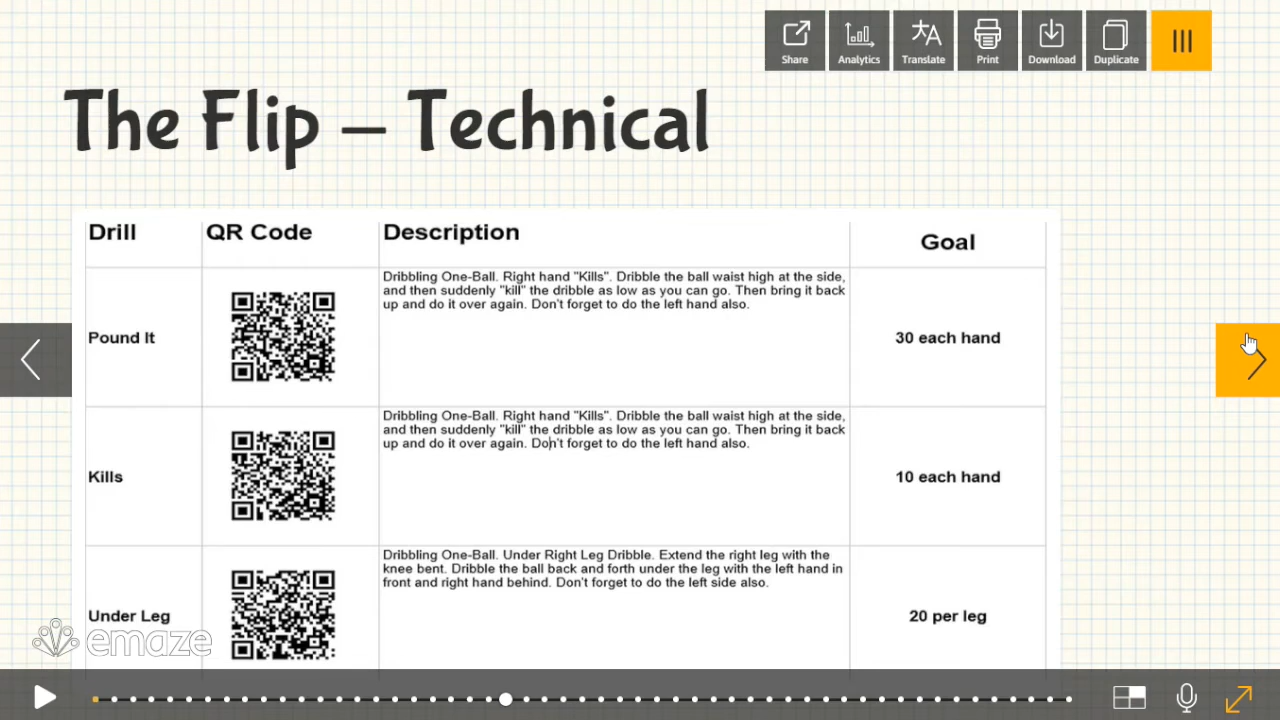 Share
Analytics
Translate
Print
Download
Duplicate
The Flip – Technical
Drill
QR Code
Description
Goal
Pound It
Dribbling One-Ball. Right hand "Kills". Dribble the ball waist high at the side,
and then suddenly "kill" the dribble as low as you can go. Then bring it back
up and do it over again. Don't forget to do the left hand also.
30 each hand
Kills
Dribbling One-Ball. Right hand "Kills". Dribble the ball waist high at the side,
and then suddenly "kill" the dribble as low as you can go. Then bring it back
up and do it over again. Don't forget to do the left hand also.
10 each hand
Under Leg
Dribbling One-Ball. Under Right Leg Dribble. Extend the right leg with the
knee bent. Dribble the ball back and forth under the leg with the left hand in
front and right hand behind. Don't forget to do the left side also.
20 per leg
emaze